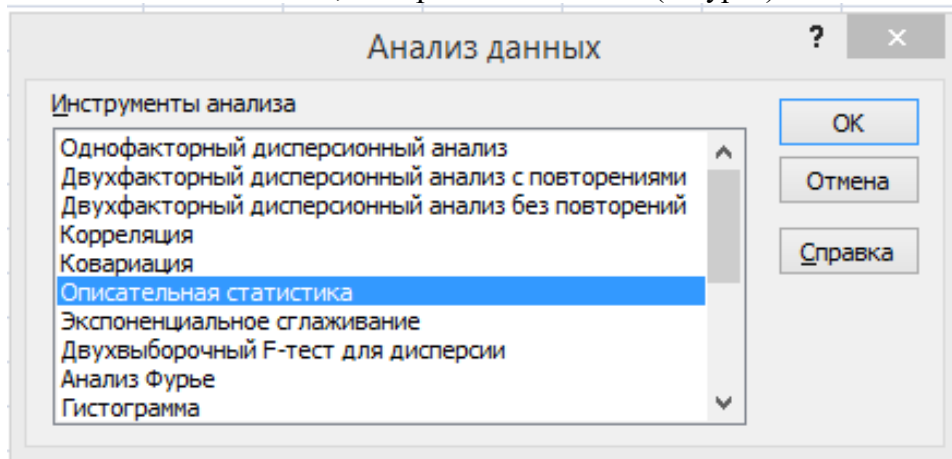 Анализ данных
?
Инструменты анализа
Однофакторный дисперсионный анализ
Двухфакторный дисперсионный анализ с повторениями
Двухфакторный дисперсионный анализ без повторений
Корреляция
Ковариация
Описательная статистика
Экспоненциальное сглаживание
Двухвыборочный F-тест для дисперсии
Анализ Фурье
Гистограмма
ОК
Отмена
Справка